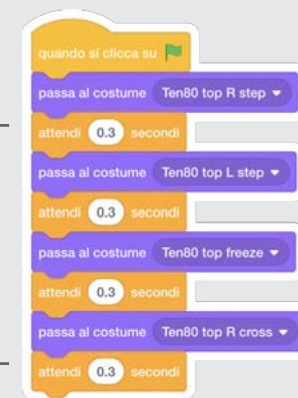 quando si clicca su
passa al costume Ten80 top R step
attendi 0.3 secondi
passa al costume Ten80 top L step
attendi 0.3 secondi
passa al costume Ten80 top freeze
attendi 0.3 secondi
passa al costume Ten80 top R cross
attendi 0.3 secondi